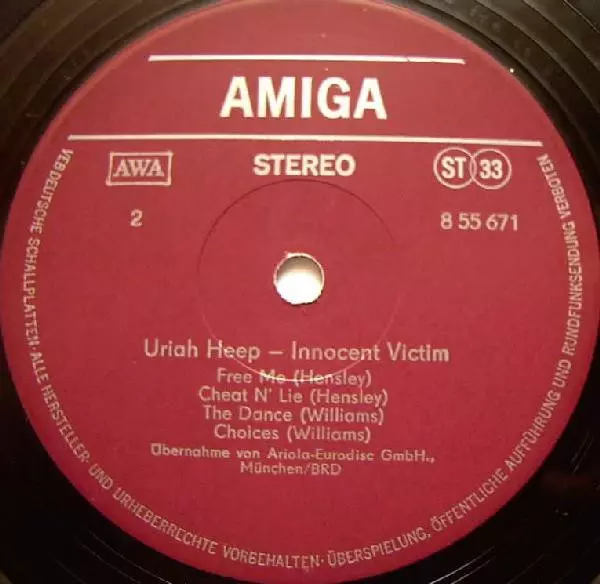 AMIGA
AWA
STEREO
ST 33
2
8 55 671
Uriah Heep – Innocent Victim
Free Me (Hensley)
Cheat N' Lie (Hensley)
The Dance (Williams)
Choices (Williams)
Übernahme von Ariola-Eurodisc GmbH.,
München/BRD
VEB DEUTSCHE SCHALLPLATTEN · ALLE HERSTELLER- UND URHEBERRECHTE VORBEHALTEN · ÜBERSPIELUNG, ÖFFENTLICHE AUFFÜHRUNG UND RUNDFUNKSENDUNG VERBOTEN